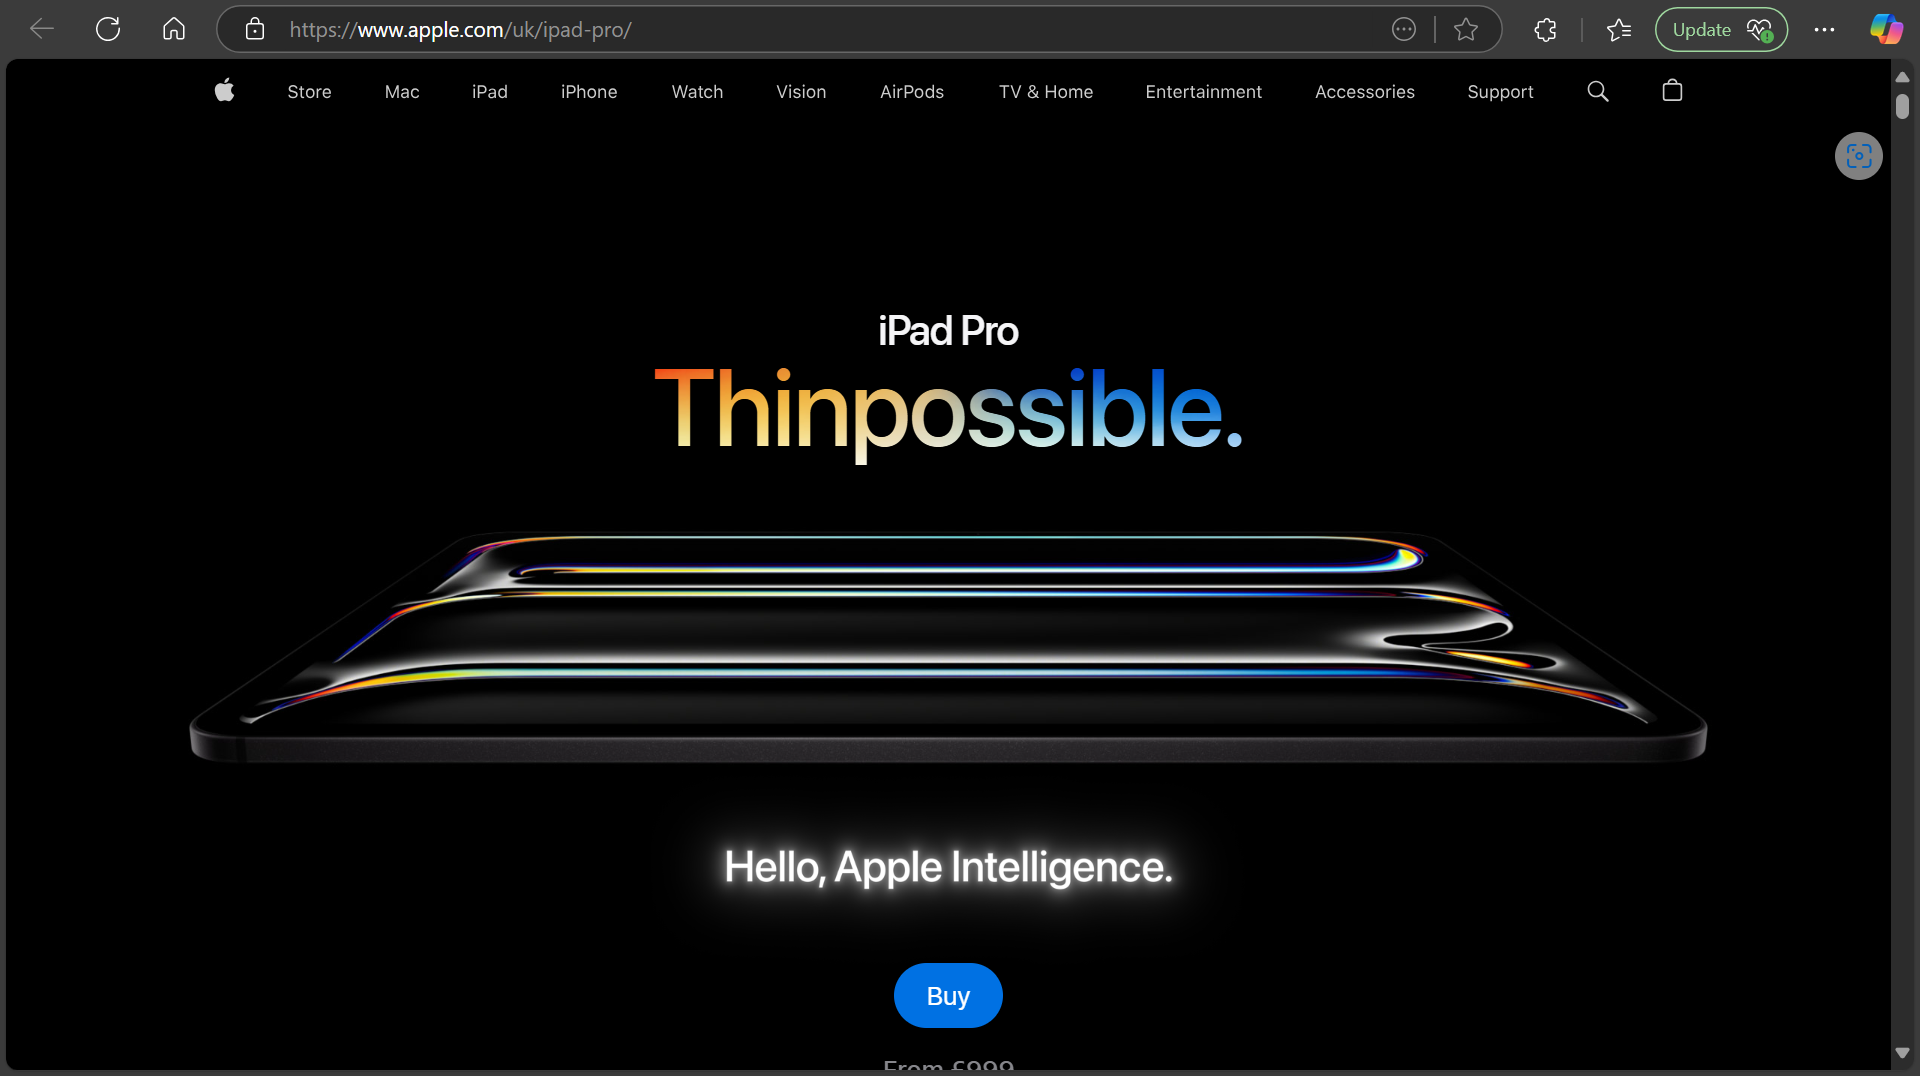 https://www.apple.com/uk/ipad-pro/
Update
Store Mac iPad iPhone Watch Vision AirPods TV & Home Entertainment Accessories Support
iPad Pro
Thinpossible.
Hello, Apple Intelligence.
Buy
From £999